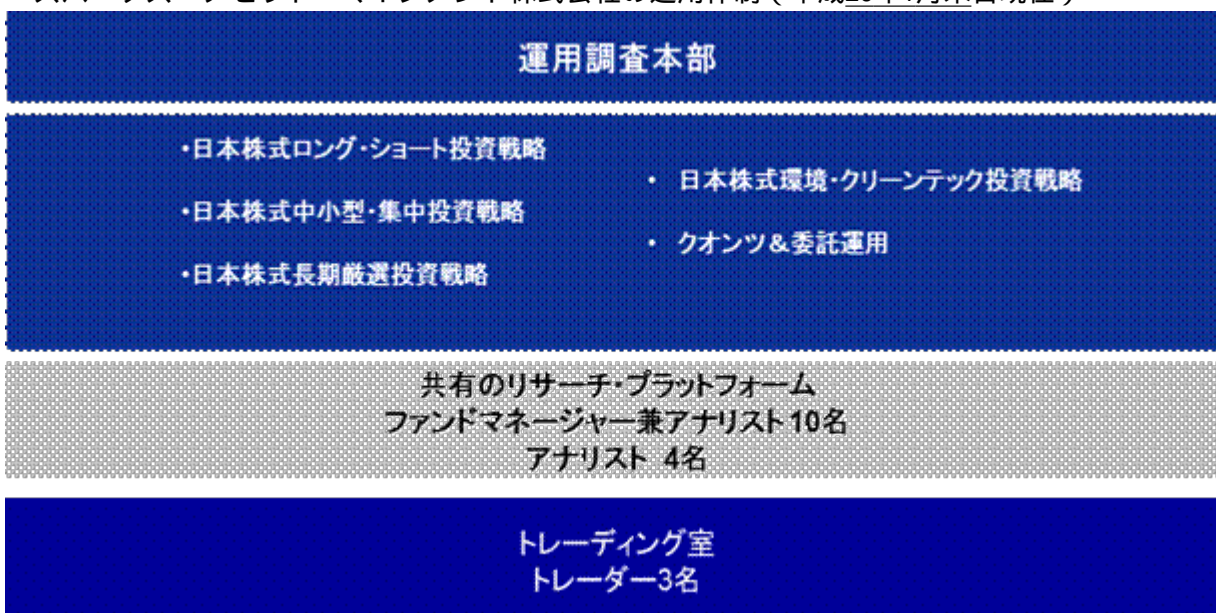 運用調査本部
・日本株式ロング・ショート投資戦略
・日本株式中小型・集中投資戦略
・日本株式長期厳選投資戦略
・ 日本株式環境・クリーンテック投資戦略
・ クオンツ&委託運用
共有のリサーチ・プラットフォーム
ファンドマネージャー兼アナリスト10名
アナリスト 4名
トレーディング室
トレーダー3名